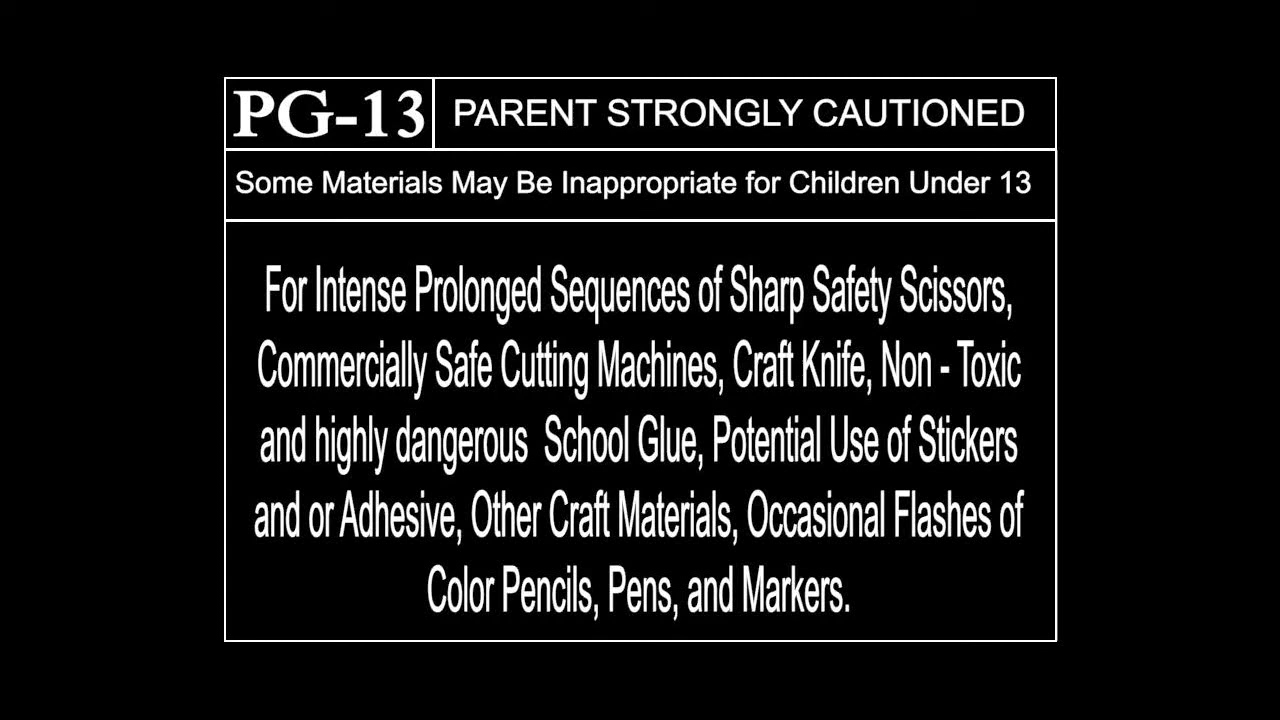 PG-13
PARENT STRONGLY CAUTIONED
Some Materials May Be Inappropriate for Children Under 13
For Intense Prolonged Sequences of Sharp Safety Scissors,
Commercially Safe Cutting Machines, Craft Knife, Non - Toxic
and highly dangerous  School Glue, Potential Use of Stickers
and or Adhesive, Other Craft Materials, Occasional Flashes of
Color Pencils, Pens, and Markers.